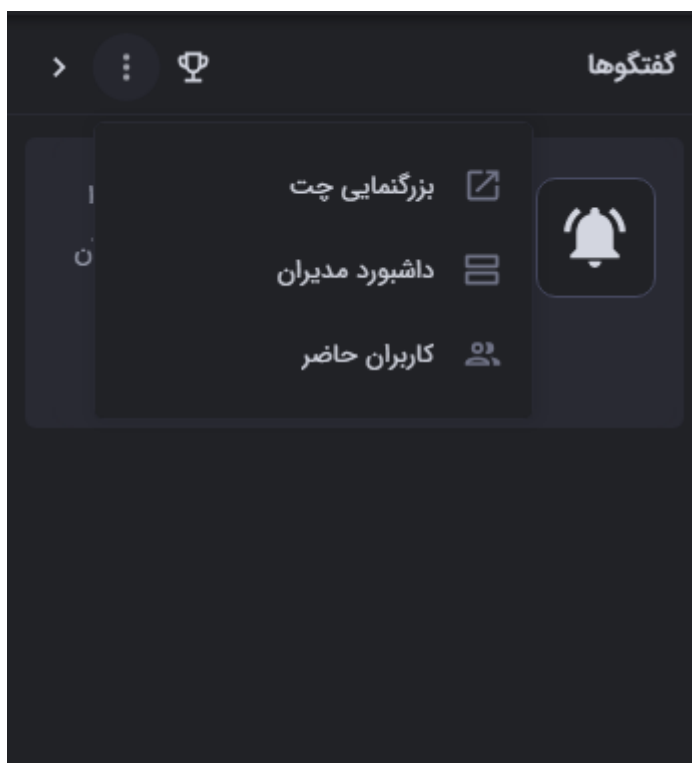 گفتگوها
بزرگنمایی چت
داشبورد مدیران
کاربران حاضر